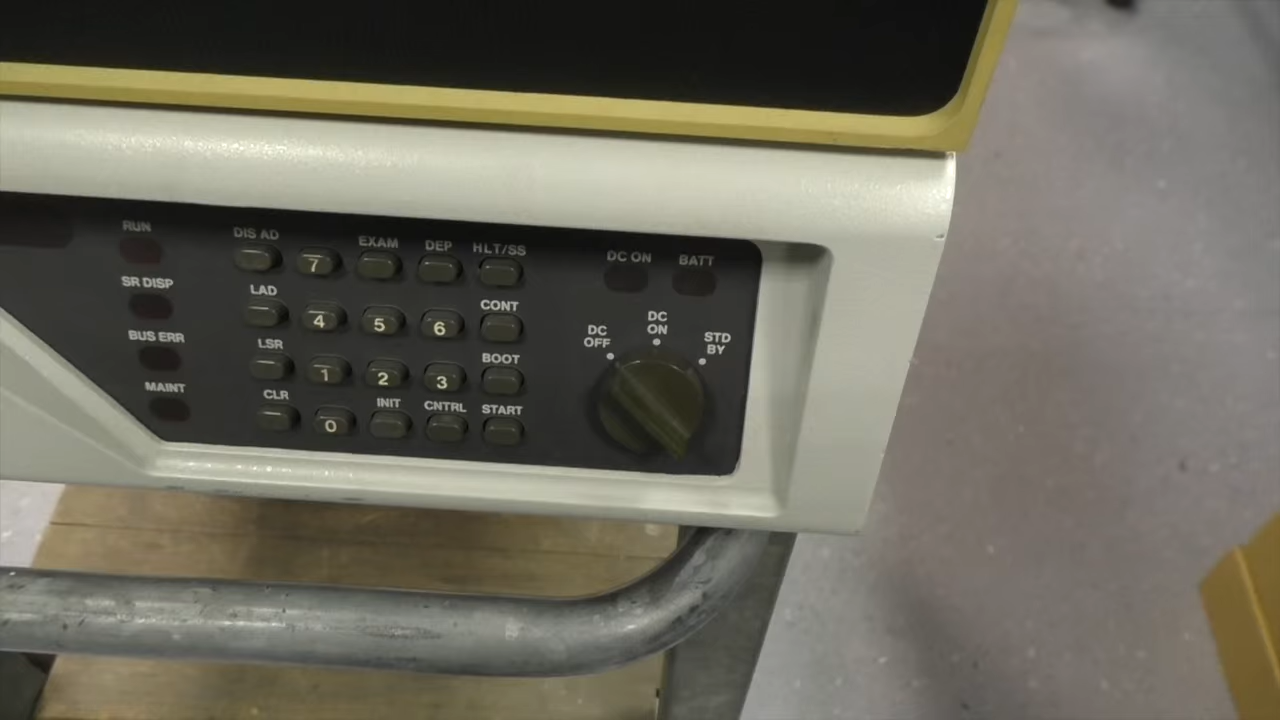 RUN
DIS AD
7
EXAM
DEP
HLT/SS
DC ON
BATT
SR DISP
LAD
4
5
6
CONT
DC
OFF
DC
ON
STD
BY
BUS ERR
LSR
1
2
3
BOOT
MAINT
CLR
0
INIT
CNTRL
START